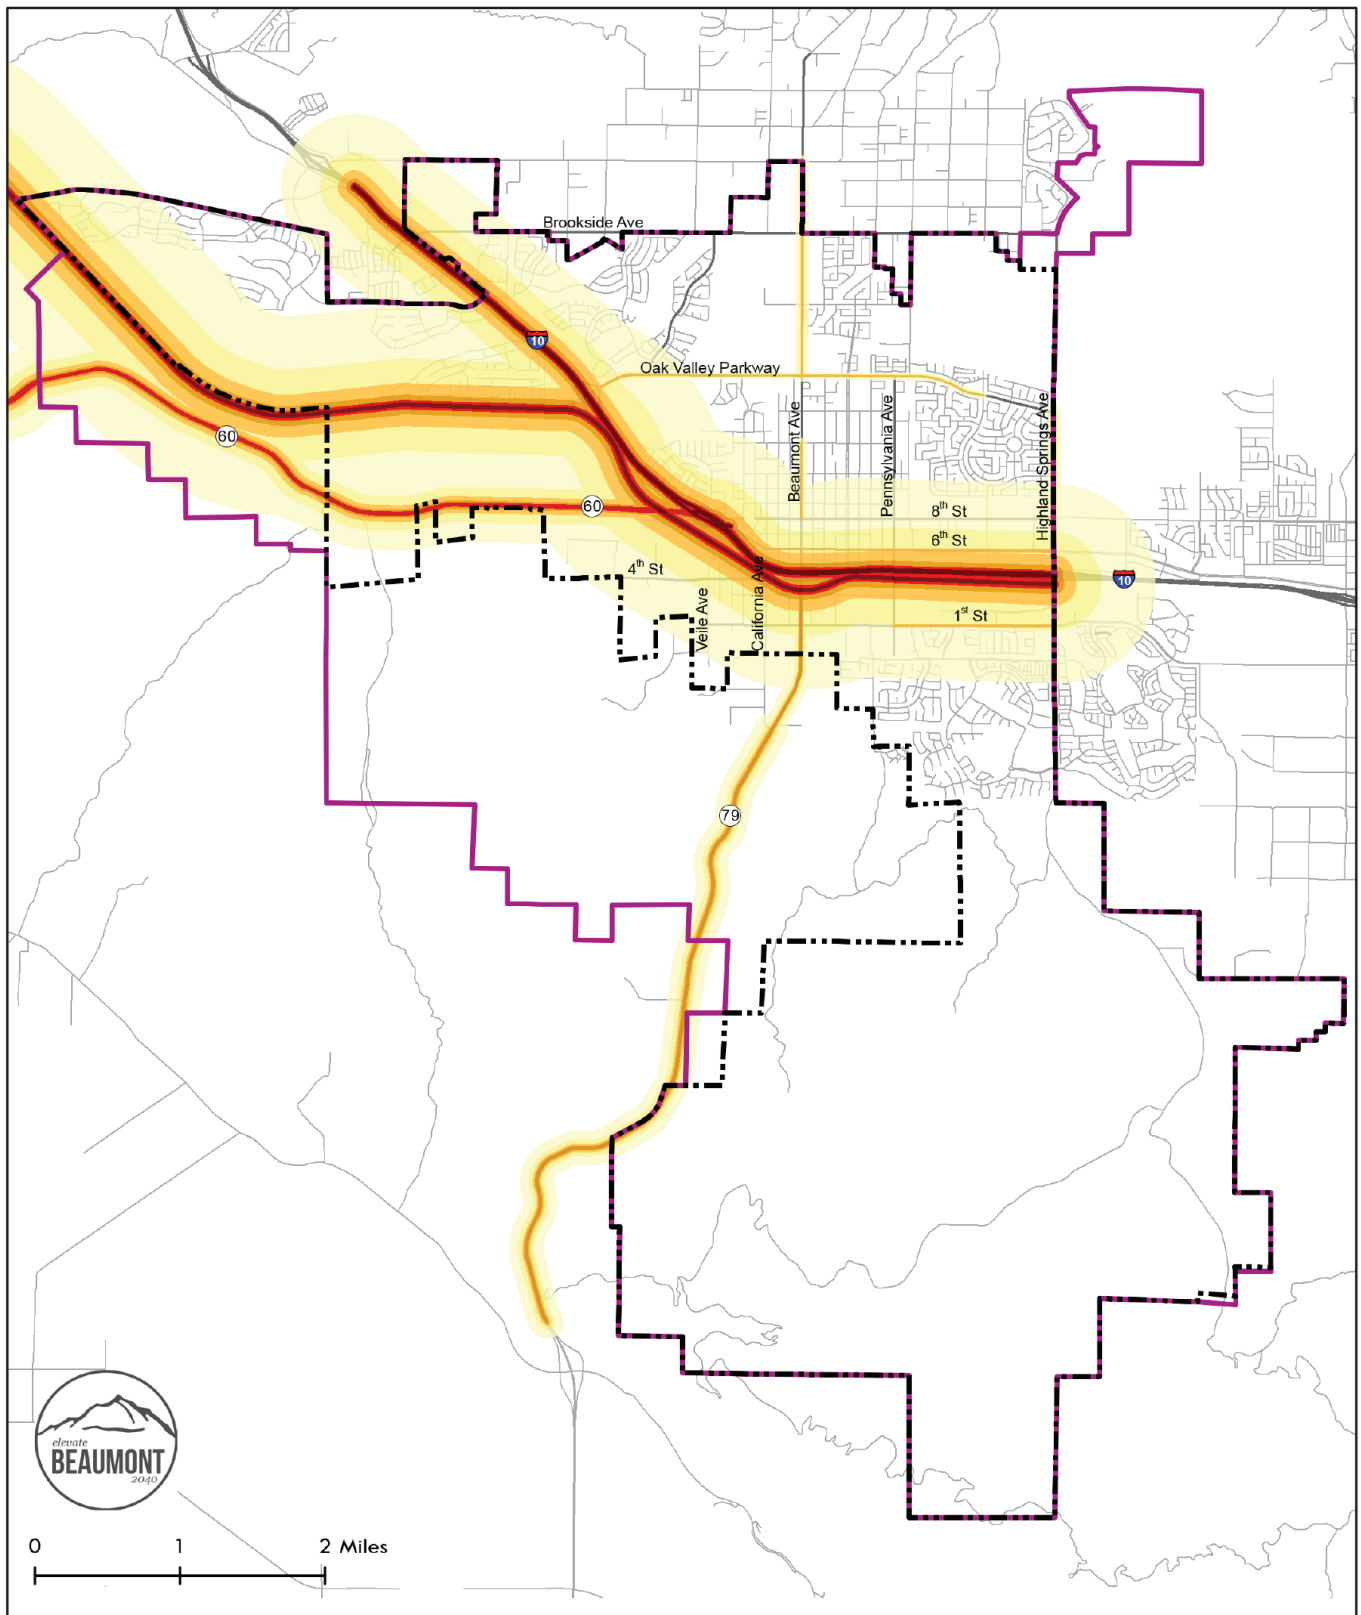 Brookside Ave
10
Oak Valley Parkway
Beaumont Ave
Pennsylvania Ave
Highland Springs Ave
60
60
8th St
6th St
4th St
10
Veile Ave
California Ave
1st St
79
elevate
BEAUMONT
2040
0 1 2 Miles